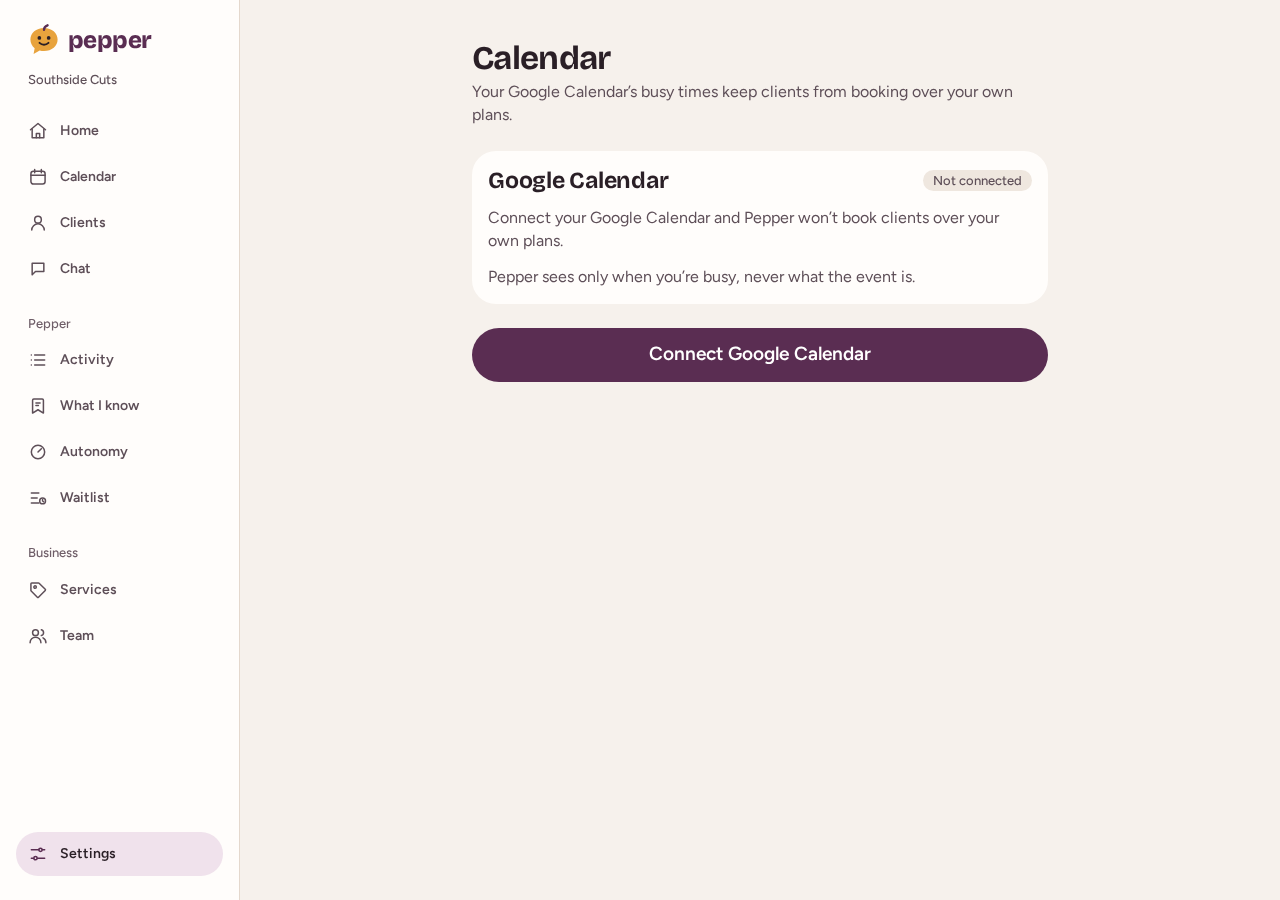 pepper
Southside Cuts
Home
Calendar
Clients
Chat
Pepper
Activity
What I know
Autonomy
Waitlist
Business
Services
Team
Settings
Calendar
Your Google Calendar’s busy times keep clients from booking over your own
plans.
Google Calendar
Not connected
Connect your Google Calendar and Pepper won’t book clients over your
own plans.
Pepper sees only when you’re busy, never what the event is.
Connect Google Calendar